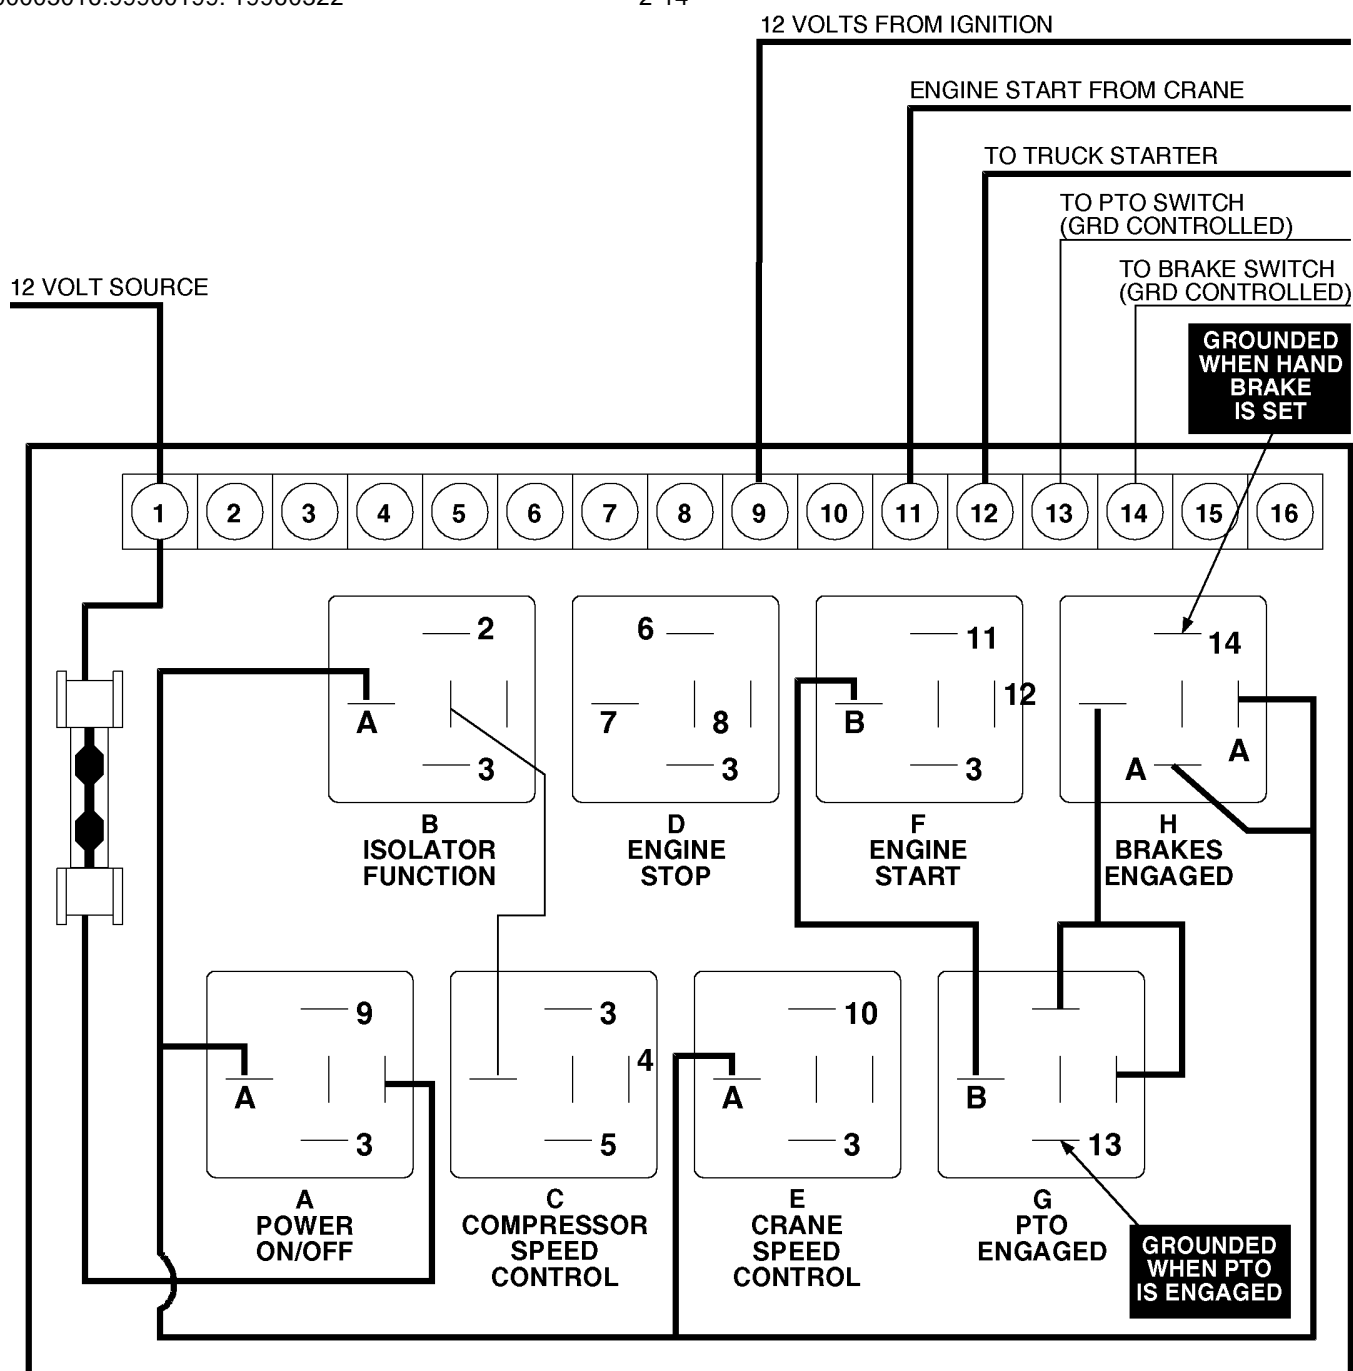 2-14
12 VOLTS FROM IGNITION
ENGINE START FROM CRANE
TO TRUCK STARTER
TO PTO SWITCH
(GRD CONTROLLED)
TO BRAKE SWITCH
(GRD CONTROLLED)
12 VOLT SOURCE
GROUNDED
WHEN HAND
BRAKE
IS SET
1 2 3 4 5 6 7 8 9 10 11 12 13 14 15 16
2
A
3
B
ISOLATOR
FUNCTION
6
7
8
3
D
ENGINE
STOP
11
12
B
3
F
ENGINE
START
14
A
A
H
BRAKES
ENGAGED
9
A
3
A
POWER
ON/OFF
3
4
5
C
COMPRESSOR
SPEED
CONTROL
10
A
3
E
CRANE
SPEED
CONTROL
B
13
G
PTO
ENGAGED
GROUNDED
WHEN PTO
IS ENGAGED